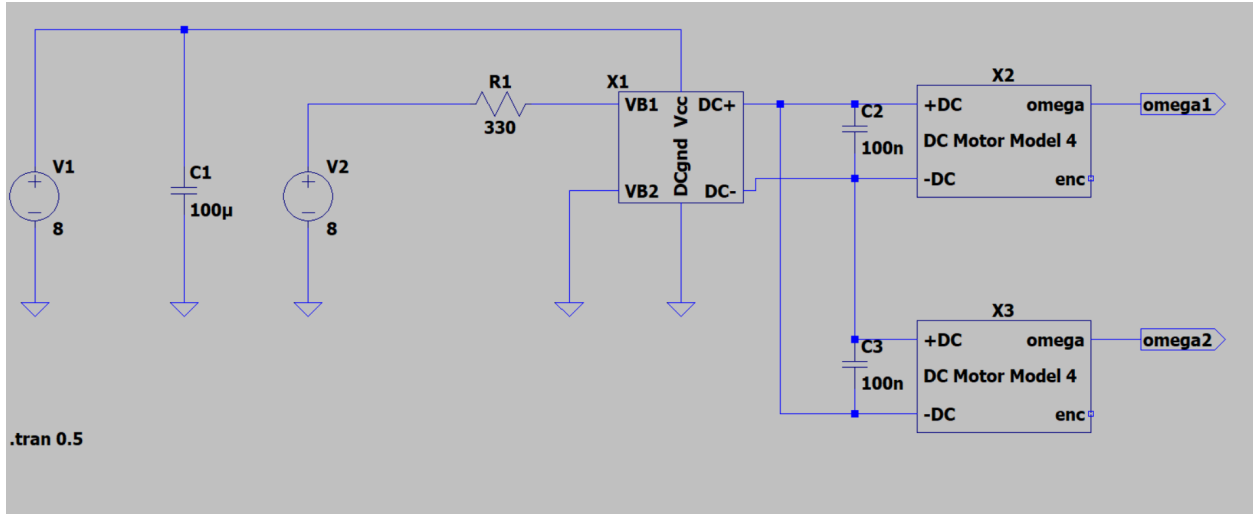 V1
8
C1
100µ
V2
8
R1
330
X1
VB1
Vcc
DC+
DCgnd
VB2
DC-
C2
100n
X2
+DC
omega
DC Motor Model 4
-DC
enc
omega1
C3
100n
X3
+DC
omega
DC Motor Model 4
-DC
enc
omega2
.tran 0.5